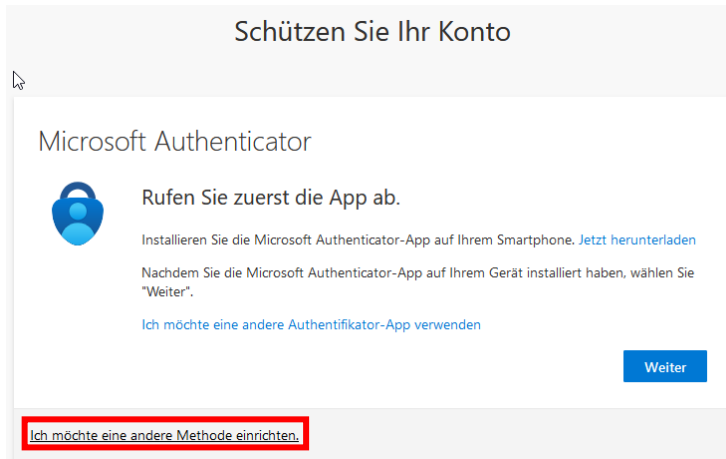 Schützen Sie Ihr Konto
Microsoft Authenticator
Rufen Sie zuerst die App ab.
Installieren Sie die Microsoft Authenticator-App auf Ihrem Smartphone. Jetzt herunterladen
Nachdem Sie die Microsoft Authenticator-App auf Ihrem Gerät installiert haben, wählen Sie
"Weiter".
Ich möchte eine andere Authentifikator-App verwenden
Weiter
Ich möchte eine andere Methode einrichten.